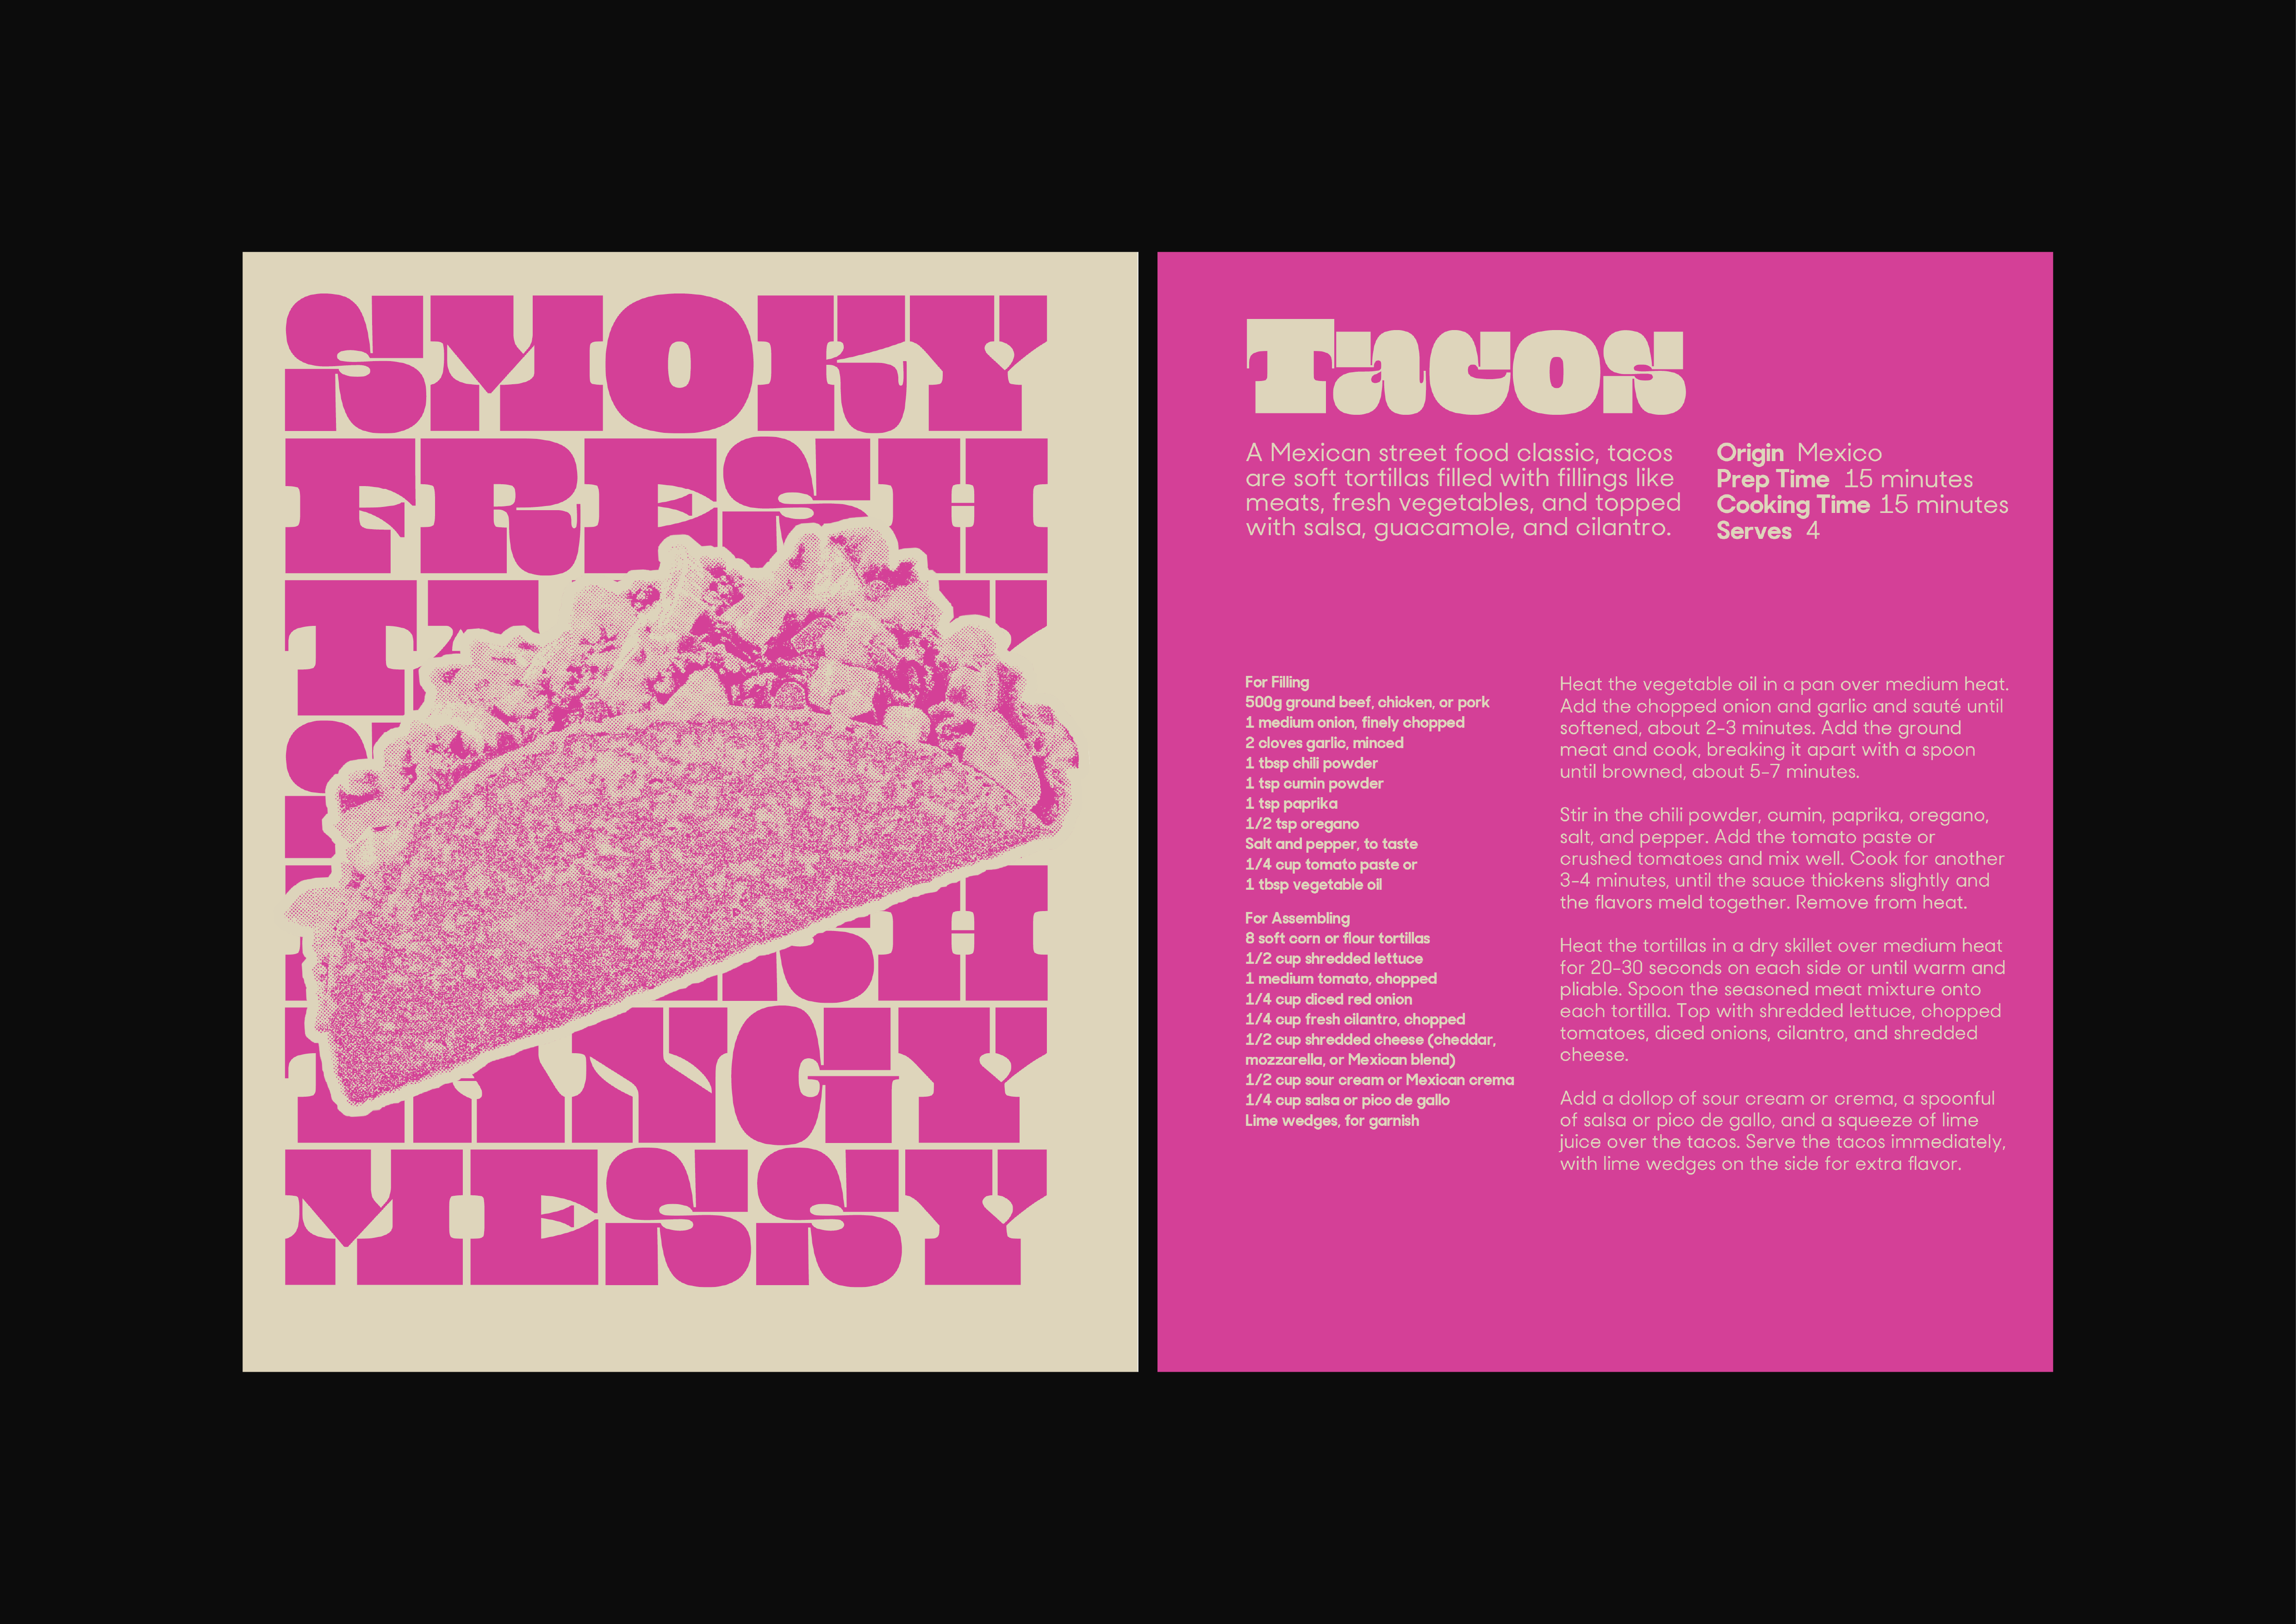 SMOKY
FRESH
MESSY
Tacos
A Mexican street food classic, tacos
are soft tortillas filled with fillings like
meats, fresh vegetables, and topped
with salsa, guacamole, and cilantro.
Origin Mexico
Prep Time 15 minutes
Cooking Time 15 minutes
Serves 4
For Filling
500g ground beef, chicken, or pork
1 medium onion, finely chopped
2 cloves garlic, minced
1 tbsp chili powder
1 tsp cumin powder
1 tsp paprika
1/2 tsp oregano
Salt and pepper, to taste
1/4 cup tomato paste or
1 tbsp vegetable oil
For Assembling
8 soft corn or flour tortillas
1/2 cup shredded lettuce
1 medium tomato, chopped
1/4 cup diced red onion
1/4 cup fresh cilantro, chopped
1/2 cup shredded cheese (cheddar,
mozzarella, or Mexican blend)
1/2 cup sour cream or Mexican crema
1/4 cup salsa or pico de gallo
Lime wedges, for garnish
Heat the vegetable oil in a pan over medium heat.
Add the chopped onion and garlic and sauté until
softened, about 2-3 minutes. Add the ground
meat and cook, breaking it apart with a spoon
until browned, about 5-7 minutes.
Stir in the chili powder, cumin, paprika, oregano,
salt, and pepper. Add the tomato paste or
crushed tomatoes and mix well. Cook for another
3-4 minutes, until the sauce thickens slightly and
the flavors meld together. Remove from heat.
Heat the tortillas in a dry skillet over medium heat
for 20-30 seconds on each side or until warm and
pliable. Spoon the seasoned meat mixture onto
each tortilla. Top with shredded lettuce, chopped
tomatoes, diced onions, cilantro, and shredded
cheese.
Add a dollop of sour cream or crema, a spoonful
of salsa or pico de gallo, and a squeeze of lime
juice over the tacos. Serve the tacos immediately,
with lime wedges on the side for extra flavor.